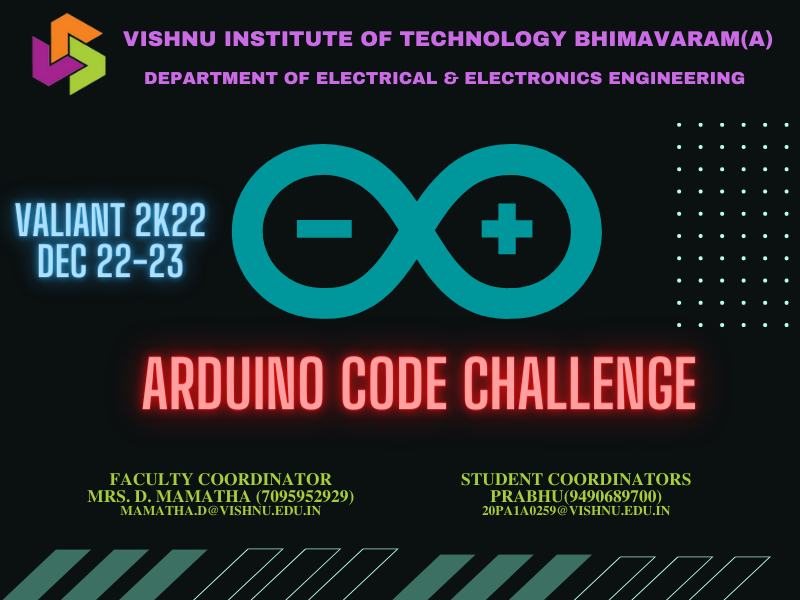 VISHNU INSTITUTE OF TECHNOLOGY BHIMAVARAM(A)
DEPARTMENT OF ELECTRICAL & ELECTRONICS ENGINEERING
VALIANT 2K22
DEC 22-23
ARDUINO CODE CHALLENGE
FACULTY COORDINATOR
MRS. D. MAMATHA (7095952929)
MAMATHA.D@VISHNU.EDU.IN
STUDENT COORDINATORS
PRABHU(9490689700)
20PA1A0259@VISHNU.EDU.IN